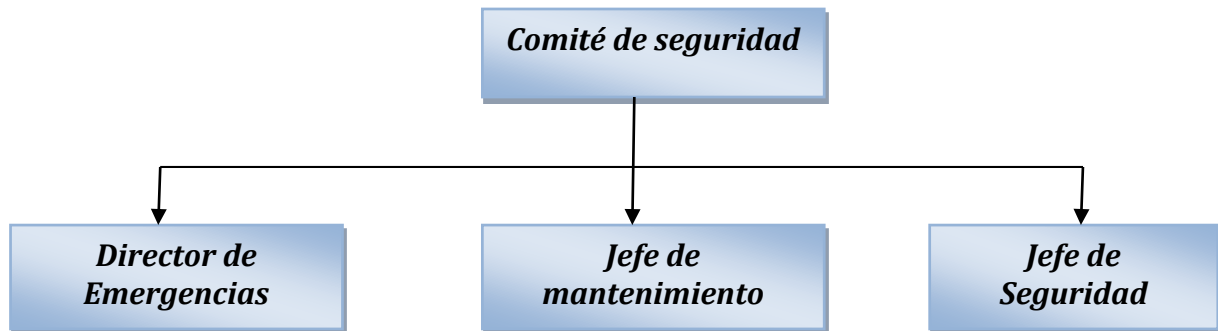 Comité de seguridad
Director de
Emergencias
Jefe de
mantenimiento
Jefe de
Seguridad